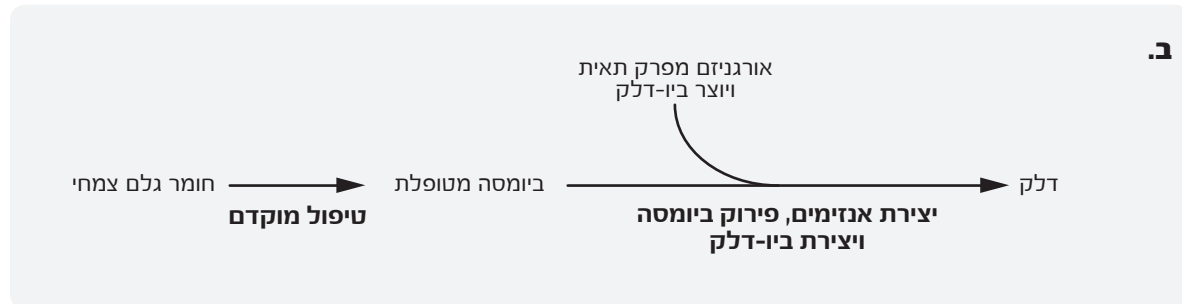 ב.
אורגניזם מפרק תאית
ויוצר ביו-דלק
חומר גלם צמחי
ביומסה מטופלת
דלק
טיפול מוקדם
יצירת אנזימים, פירוק ביומסה
ויצירת ביו-דלק